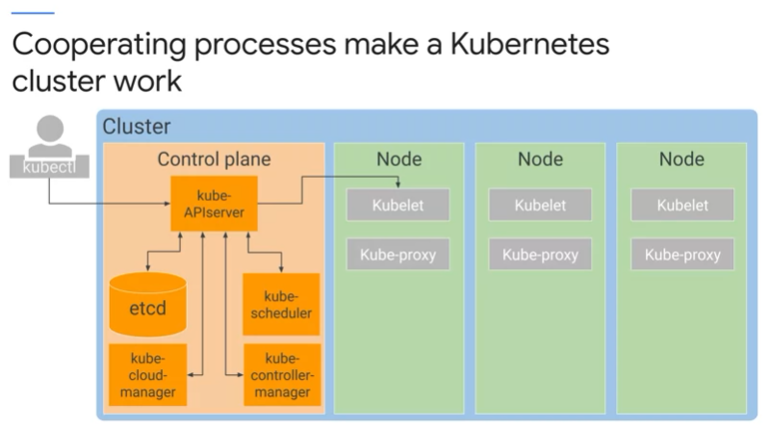 Cooperating processes make a Kubernetes
cluster work
kubectl
Cluster
Control plane
kube-
APIserver
etcd
kube-
scheduler
kube-
cloud-
manager
kube-
controller-
manager
Node
Kubelet
Kube-proxy
Node
Kubelet
Kube-proxy
Node
Kubelet
Kube-proxy